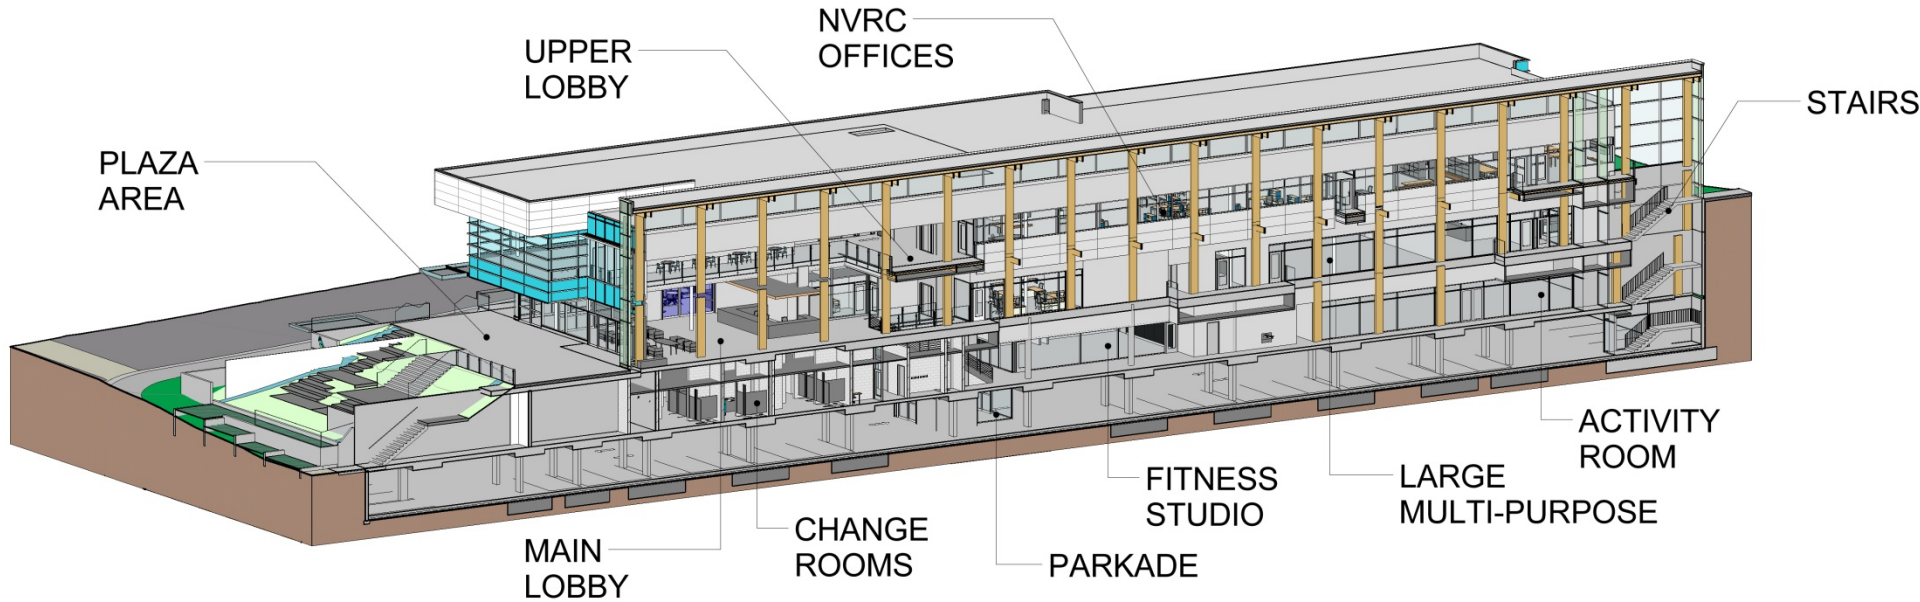 NVRC
OFFICES
UPPER
LOBBY
STAIRS
PLAZA
AREA
ACTIVITY
ROOM
FITNESS
STUDIO
LARGE
MULTI-PURPOSE
CHANGE
ROOMS
MAIN
LOBBY
PARKADE